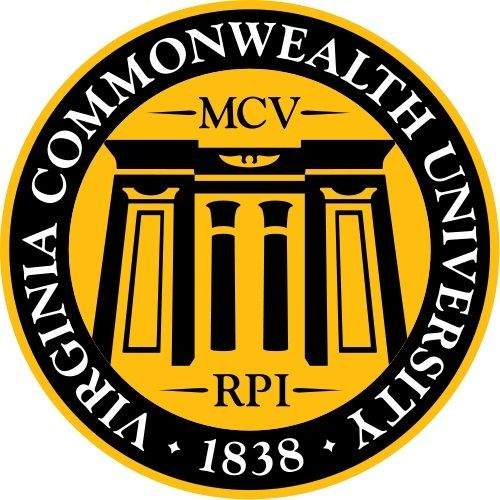 VIRGINIA COMMONWEALTH UNIVERSITY
MCV
RPI
· 1838 ·